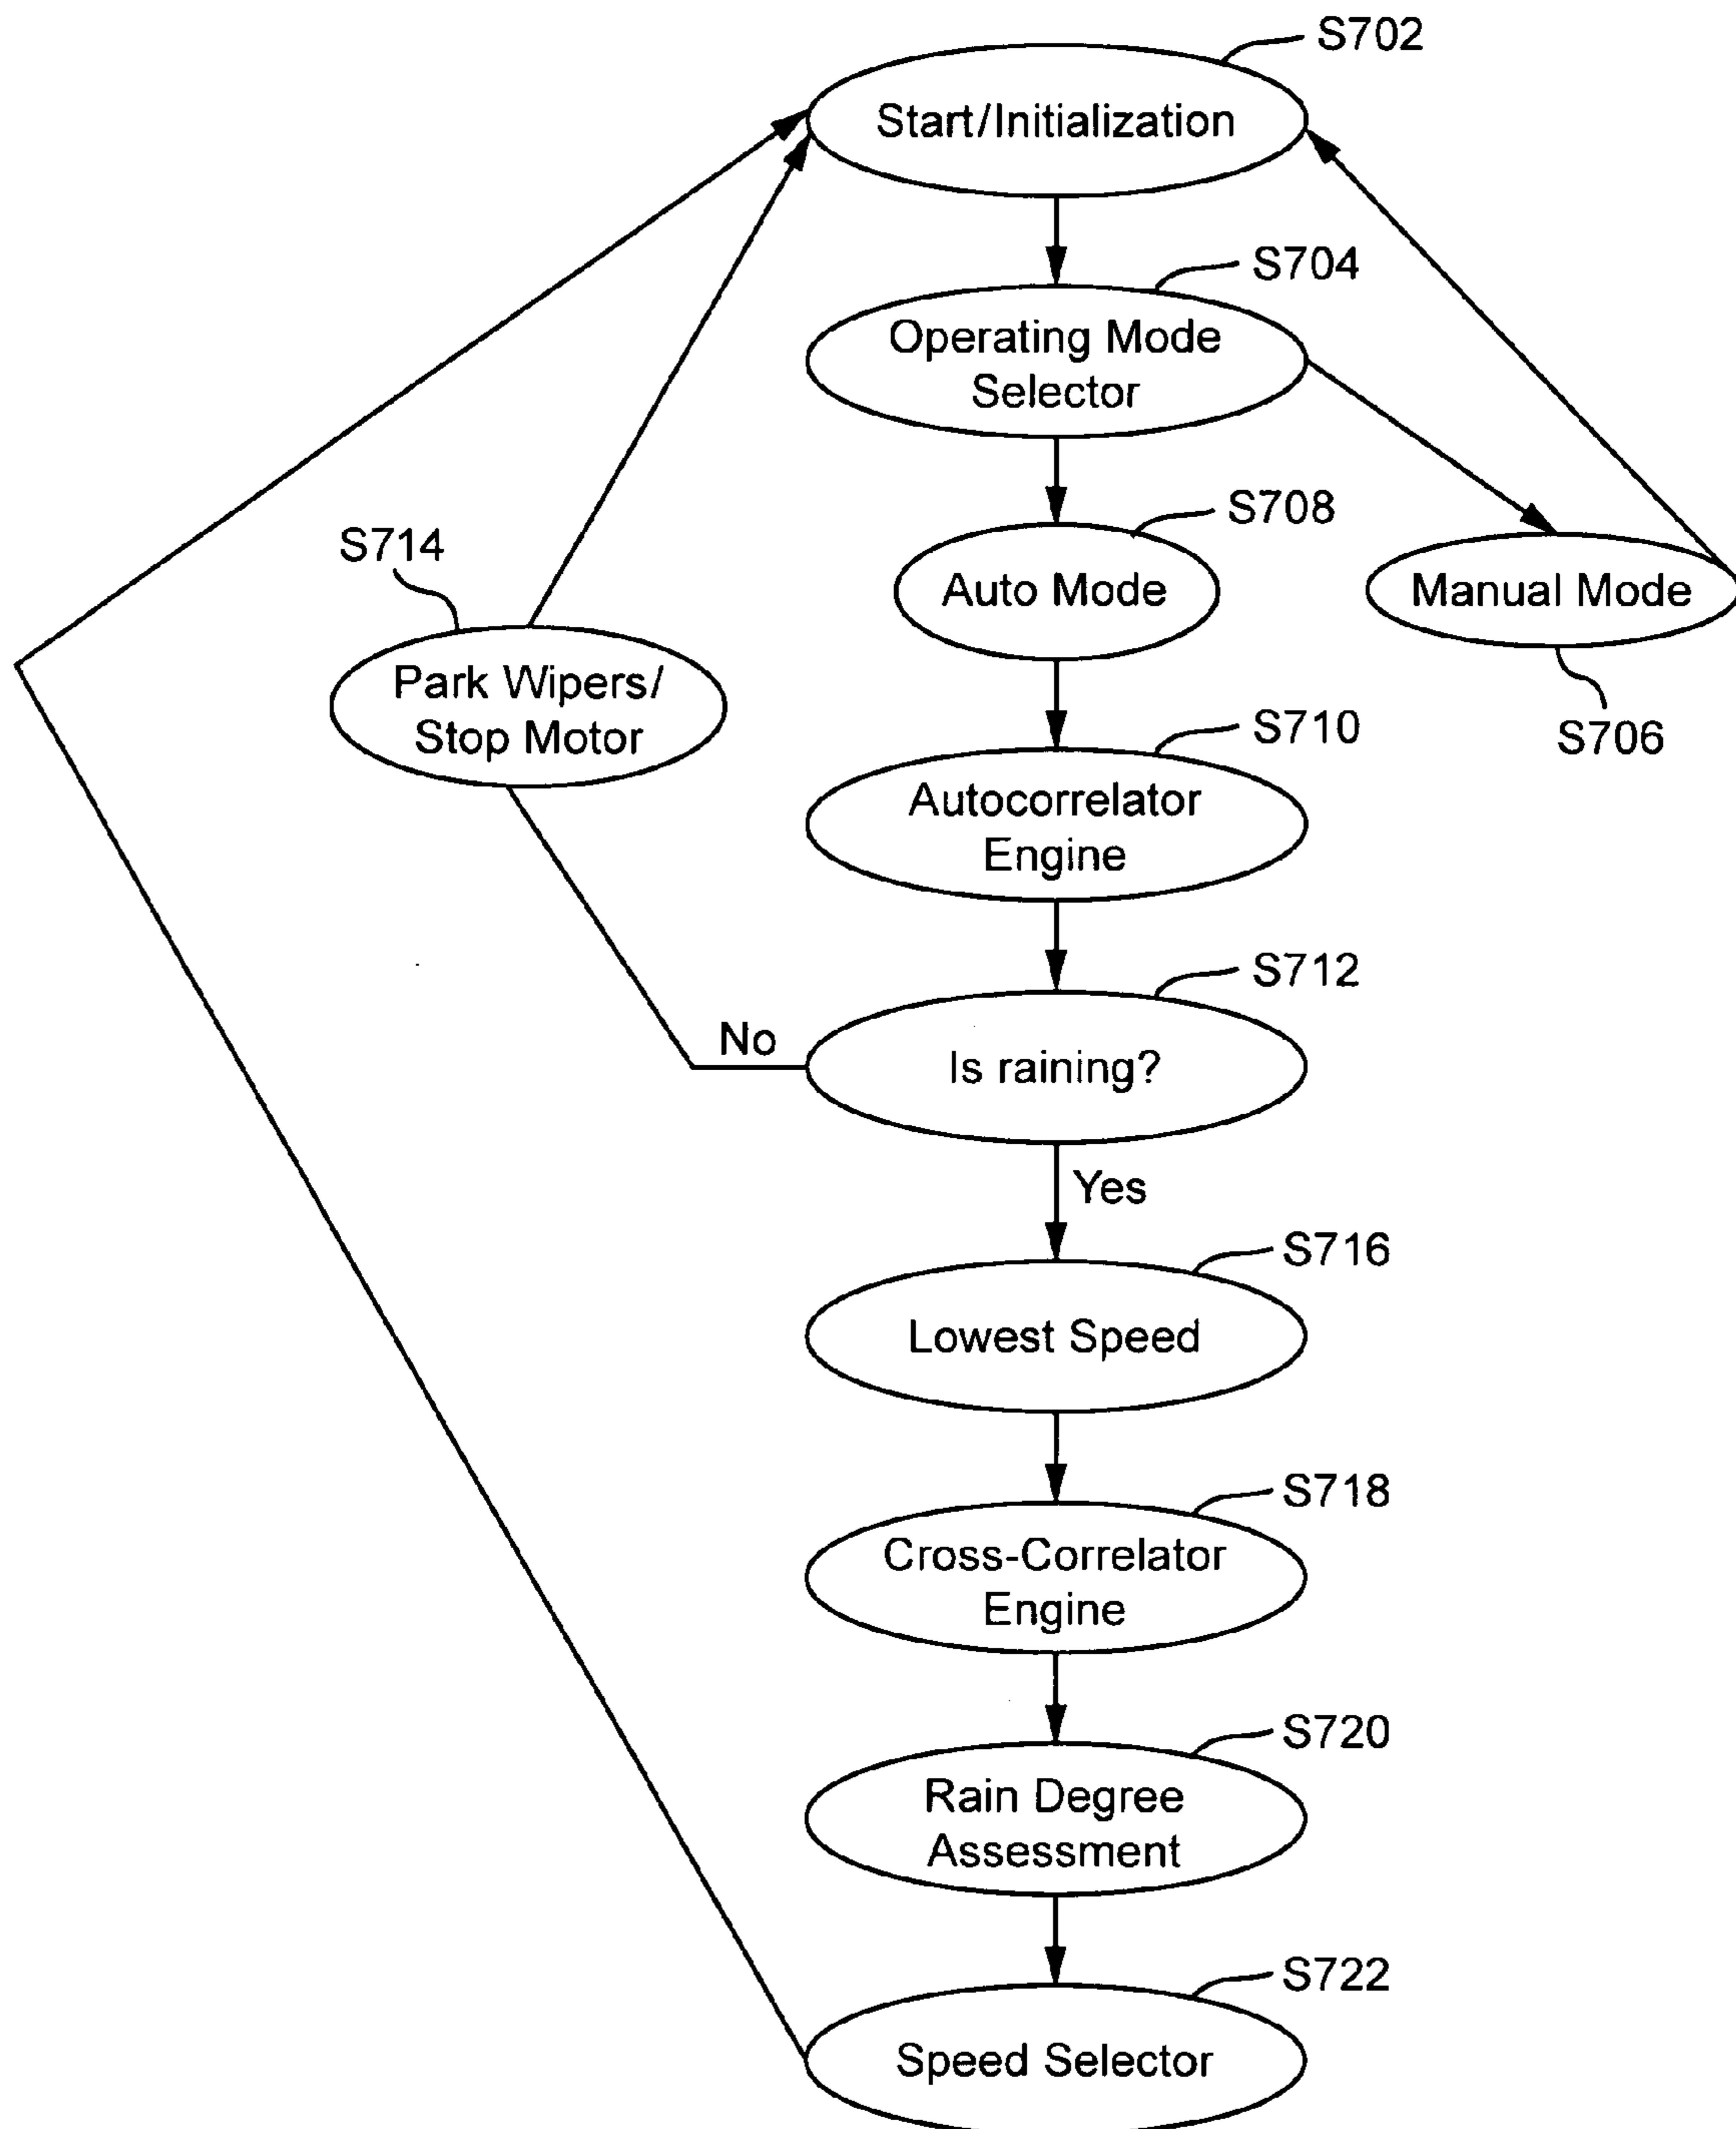 S702
Start/Initialization
S704
Operating Mode
Selector
S708
Auto Mode
Manual Mode
S706
S714
Park Wipers/
Stop Motor
S710
Autocorrelator
Engine
S712
Is raining?
No
Yes
S716
Lowest Speed
S718
Cross-Correlator
Engine
S720
Rain Degree
Assessment
S722
Speed Selector